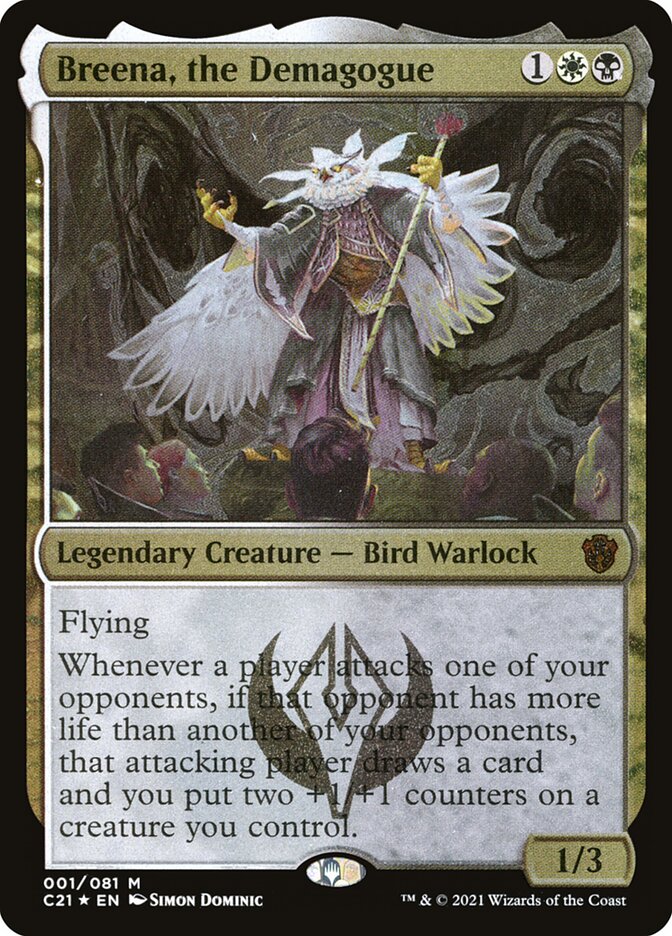 Breena, the Demagogue 1
Legendary Creature — Bird Warlock
Flying
Whenever a player attacks one of your
opponents, if that opponent has more
life than another of your opponents,
that attacking player draws a card
and you put two +1/+1 counters on a
creature you control.
1/3
001/081 M
C21 ★ EN Simon Dominic
™ & © 2021 Wizards of the Coast